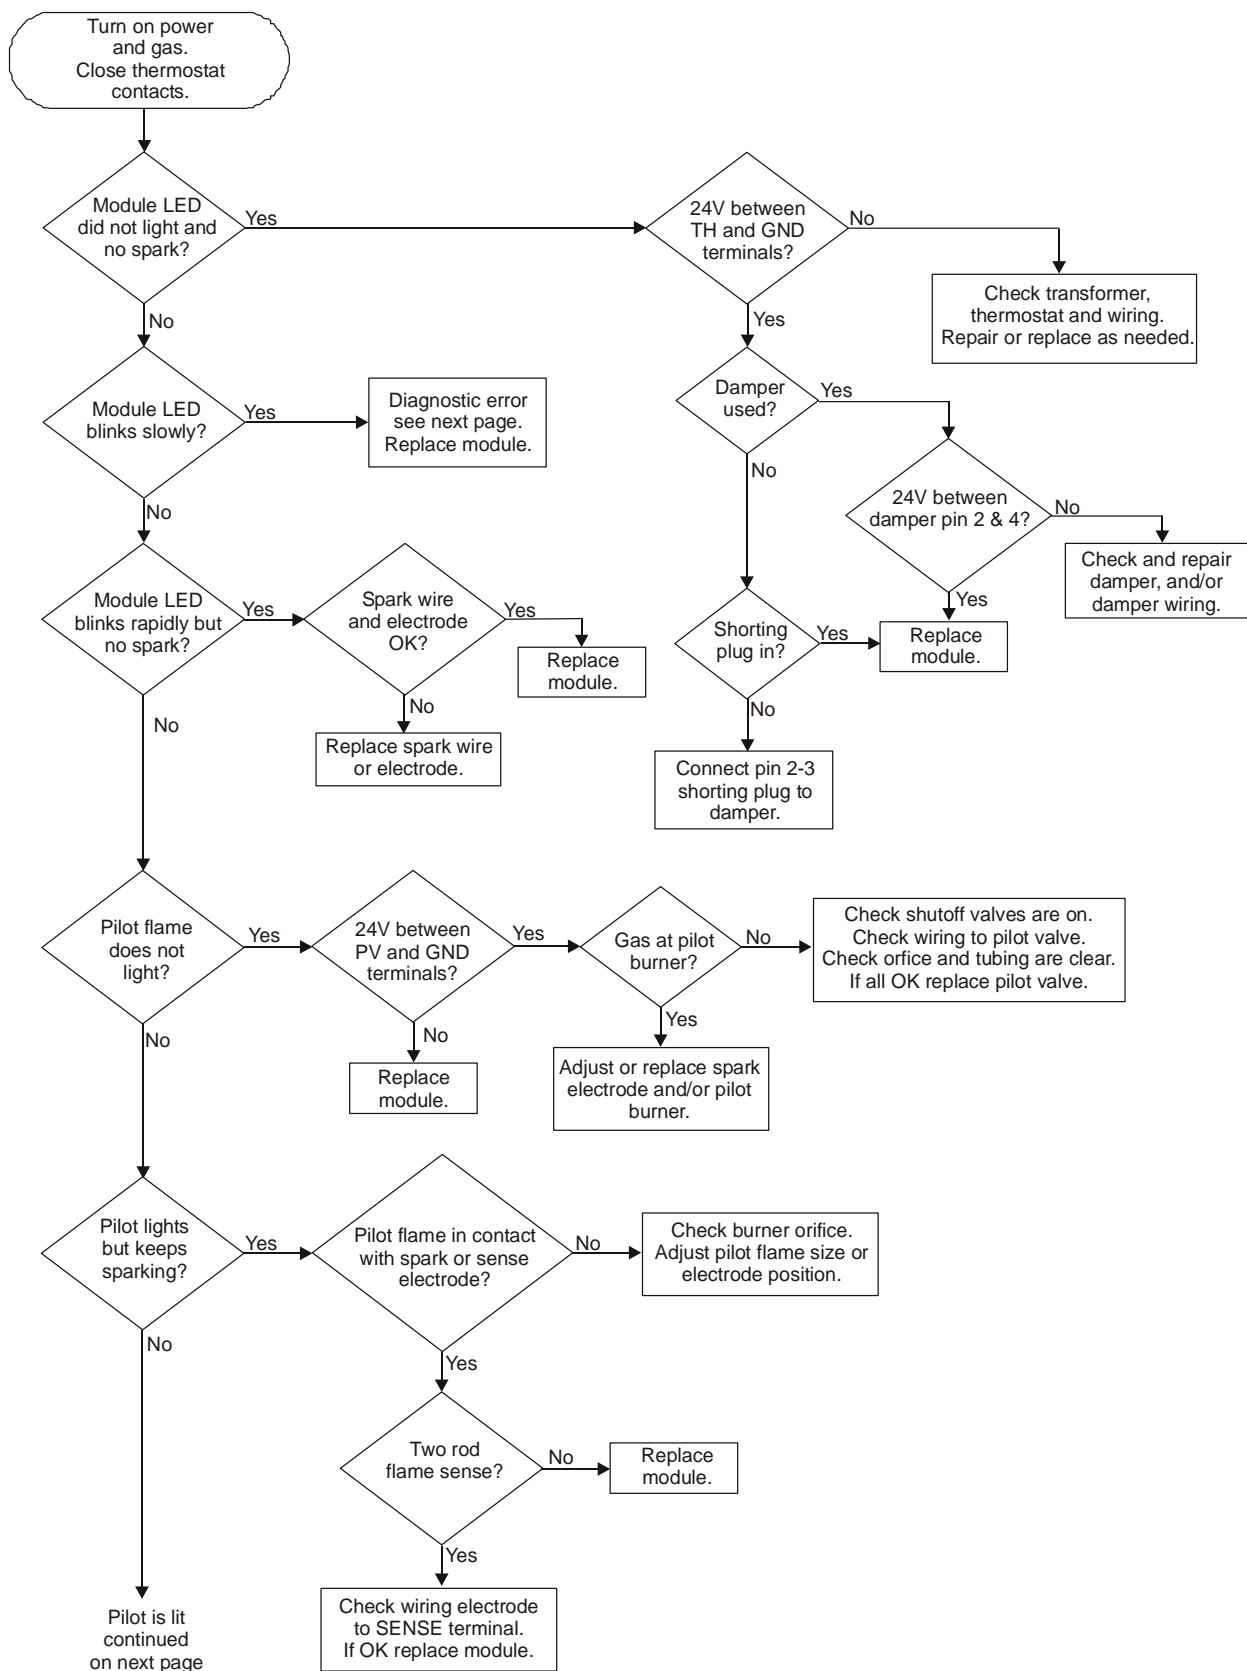 Turn on power
and gas.
Close thermostat
contacts.
Module LED
did not light and
no spark?
Yes
No
24V between
TH and GND
terminals?
No
Yes
Check transformer,
thermostat and wiring.
Repair or replace as needed.
Module LED
blinks slowly?
Yes
No
Diagnostic error
see next page.
Replace module.
Damper
used?
Yes
No
24V between
damper pin 2 & 4?
No
Yes
Check and repair
damper, and/or
damper wiring.
Module LED
blinks rapidly but
no spark?
Yes
No
Spark wire
and electrode
OK?
Yes
No
Replace
module.
Replace spark wire
or electrode.
Shorting
plug in?
Yes
No
Replace
module.
Connect pin 2-3
shorting plug to
damper.
Pilot flame
does not
light?
Yes
No
24V between
PV and GND
terminals?
Yes
No
Replace
module.
Gas at pilot
burner?
No
Yes
Check shutoff valves are on.
Check wiring to pilot valve.
Check orfice and tubing are clear.
If all OK replace pilot valve.
Adjust or replace spark
electrode and/or pilot
burner.
Pilot lights
but keeps
sparking?
Yes
No
Pilot flame in contact
with spark or sense
electrode?
No
Yes
Check burner orifice.
Adjust pilot flame size or
electrode position.
Two rod
flame sense?
No
Yes
Replace
module.
Check wiring electrode
to SENSE terminal.
If OK replace module.
Pilot is lit
continued
on next page